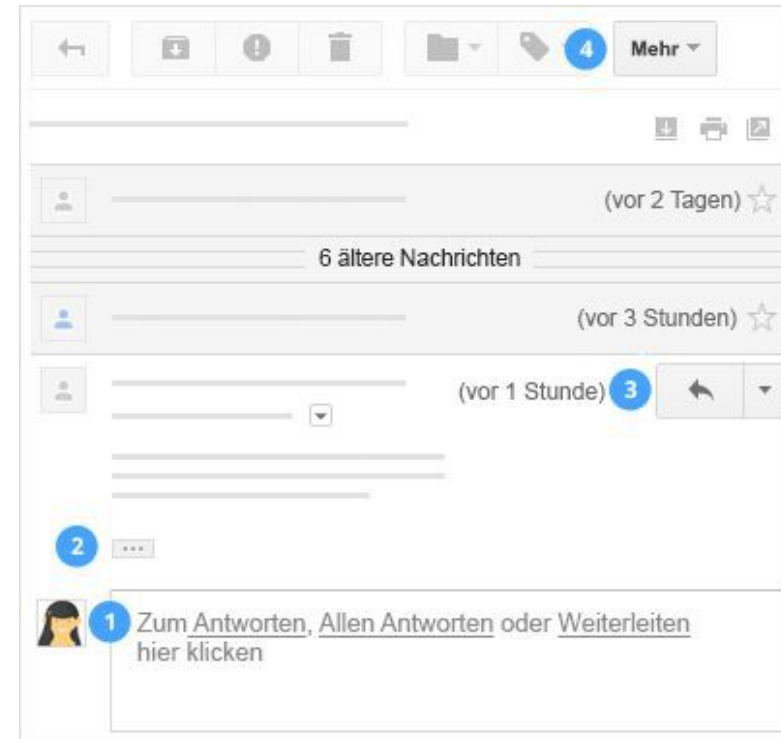 4 Mehr
(vor 2 Tagen)
6 ältere Nachrichten
(vor 3 Stunden)
(vor 1 Stunde) 3
2
1 Zum Antworten, Allen Antworten oder Weiterleiten
hier klicken